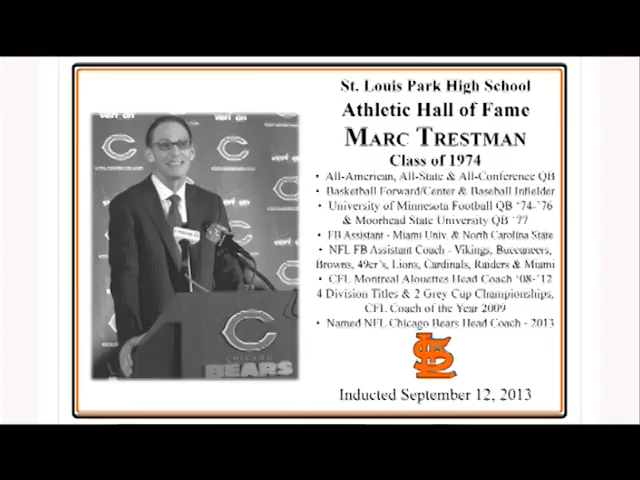 St. Louis Park High School
Athletic Hall of Fame
MARC TRESTMAN
Class of 1974
• All-American, All-State & All-Conference QB
• Basketball Forward/Center & Baseball Infielder
• University of Minnesota Football QB '74-'76
& Moorhead State University QB '77
• FB Assistant - Miami Univ. & North Carolina State
• NFL FB Assistant Coach - Vikings, Buccaneers,
Browns, 49er's, Lions, Cardinals, Raiders & Miami
• CFL Montreal Alouettes Head Coach '08-'12
4 Division Titles & 2 Grey Cup Championships,
CFL Coach of the Year 2009
• Named NFL Chicago Bears Head Coach - 2013
SL
Inducted September 12, 2013
C
CHICAGO
BEARS